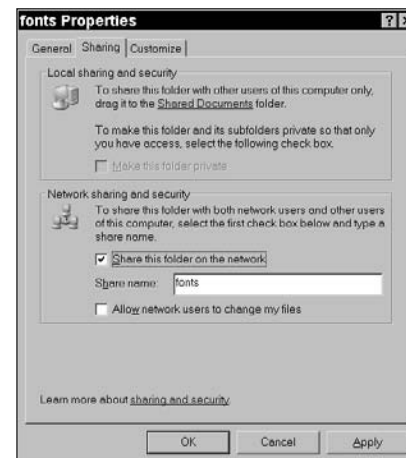 fonts Properties
General Sharing Customize
Local sharing and security
To share this folder with other users of this computer only,
drag it to the Shared Documents folder.
To make this folder and its subfolders private so that only
you have access, select the following check box.
Make this folder private
Network sharing and security
To share this folder with both network users and other users
of this computer, select the first check box below and type a
share name.
Share this folder on the network
Share name: fonts
Allow network users to change my files
Learn more about sharing and security.
OK Cancel Apply